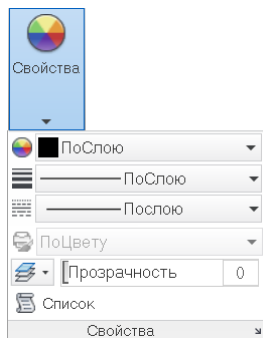 Свойства
ПоСлою
ПоСлою
Послою
ПоЦвету
Прозрачность 0
Список
Свойства